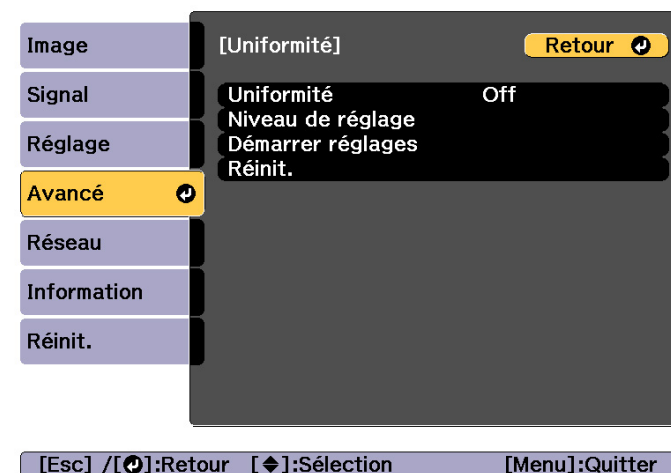 Image
Signal
Réglage
Avancé
Réseau
Information
Réinit.
[Uniformité] Retour
Uniformité Off
Niveau de réglage
Démarrer réglages
Réinit.
[Esc] /[⏎]:Retour [◆]:Sélection [Menu]:Quitter